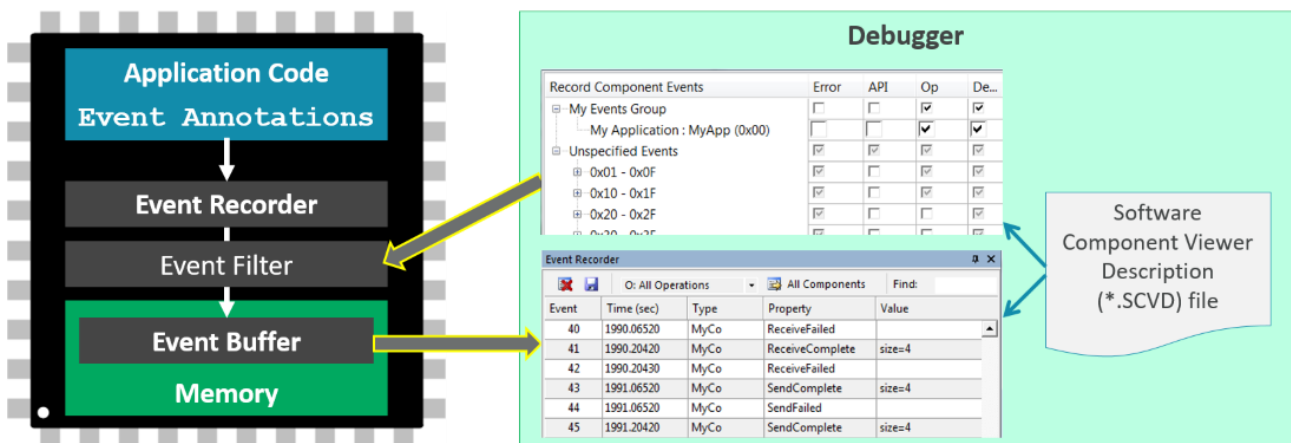 Application Code
Event Annotations
Event Recorder
Event Filter
Event Buffer
Memory
Debugger
Record Component Events Error API Op De...
My Events Group
My Application : MyApp (0x00)
Unspecified Events
0x01 - 0x0F
0x10 - 0x1F
0x20 - 0x2F
Event Recorder
O: All Operations All Components Find:
Event Time (sec) Type Property Value
40 1990.06520 MyCo ReceiveFailed
41 1990.20420 MyCo ReceiveComplete size=4
42 1990.20430 MyCo ReceiveFailed
43 1991.06520 MyCo SendComplete size=4
44 1991.06520 MyCo SendFailed
45 1991.20420 MyCo SendComplete size=4
Software
Component Viewer
Description
(*.SCVD) file